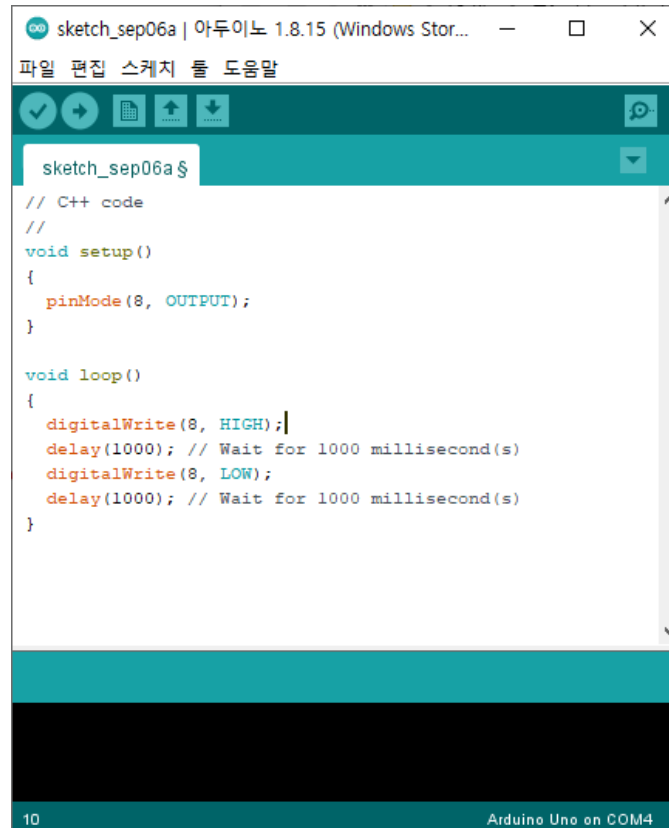 sketch_sep06a | 아두이노 1.8.15 (Windows Stor...
파일 편집 스케치 툴 도움말
sketch_sep06a §
// C++ code
//
void setup()
{
  pinMode(8, OUTPUT);
}
void loop()
{
  digitalWrite(8, HIGH);
  delay(1000); // Wait for 1000 millisecond(s)
  digitalWrite(8, LOW);
  delay(1000); // Wait for 1000 millisecond(s)
}
10 Arduino Uno on COM4